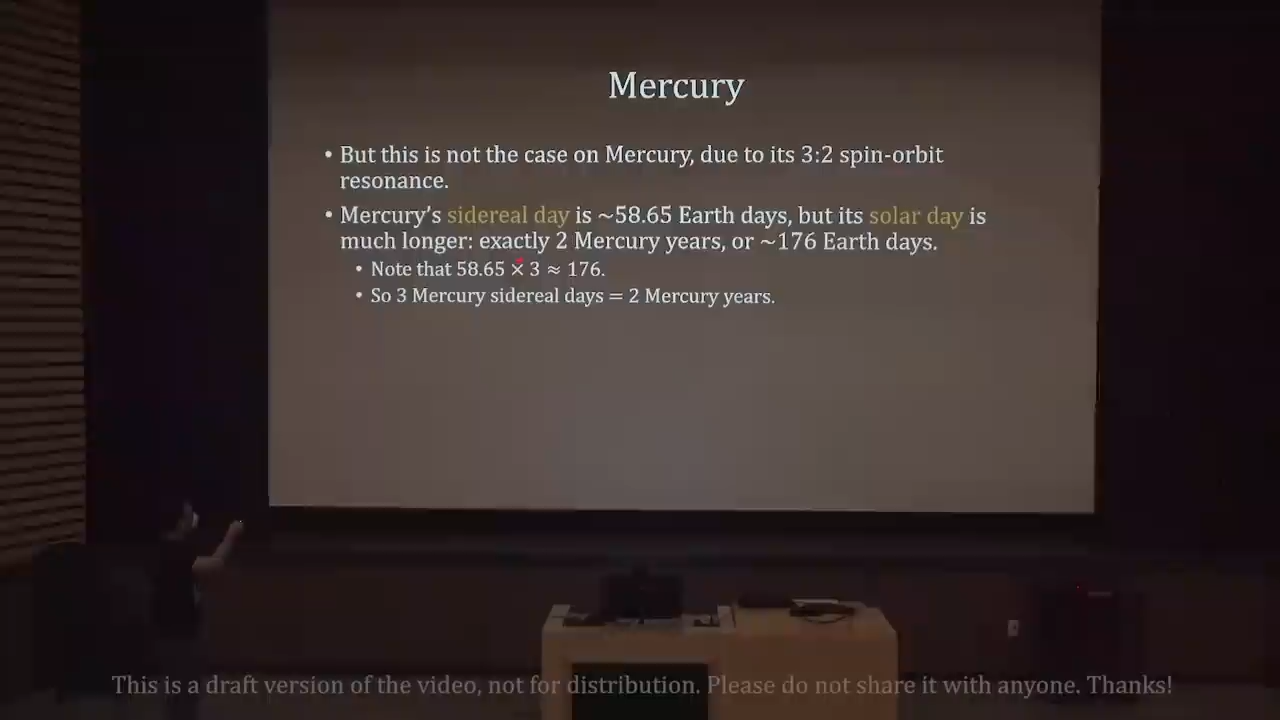 Mercury
• But this is not the case on Mercury, due to its 3:2 spin-orbit
resonance.
• Mercury’s sidereal day is ~58.65 Earth days, but its solar day is
much longer: exactly 2 Mercury years, or ~176 Earth days.
• Note that 58.65 × 3 ≈ 176.
• So 3 Mercury sidereal days = 2 Mercury years.
This is a draft version of the video, not for distribution. Please do not share it with anyone. Thanks!